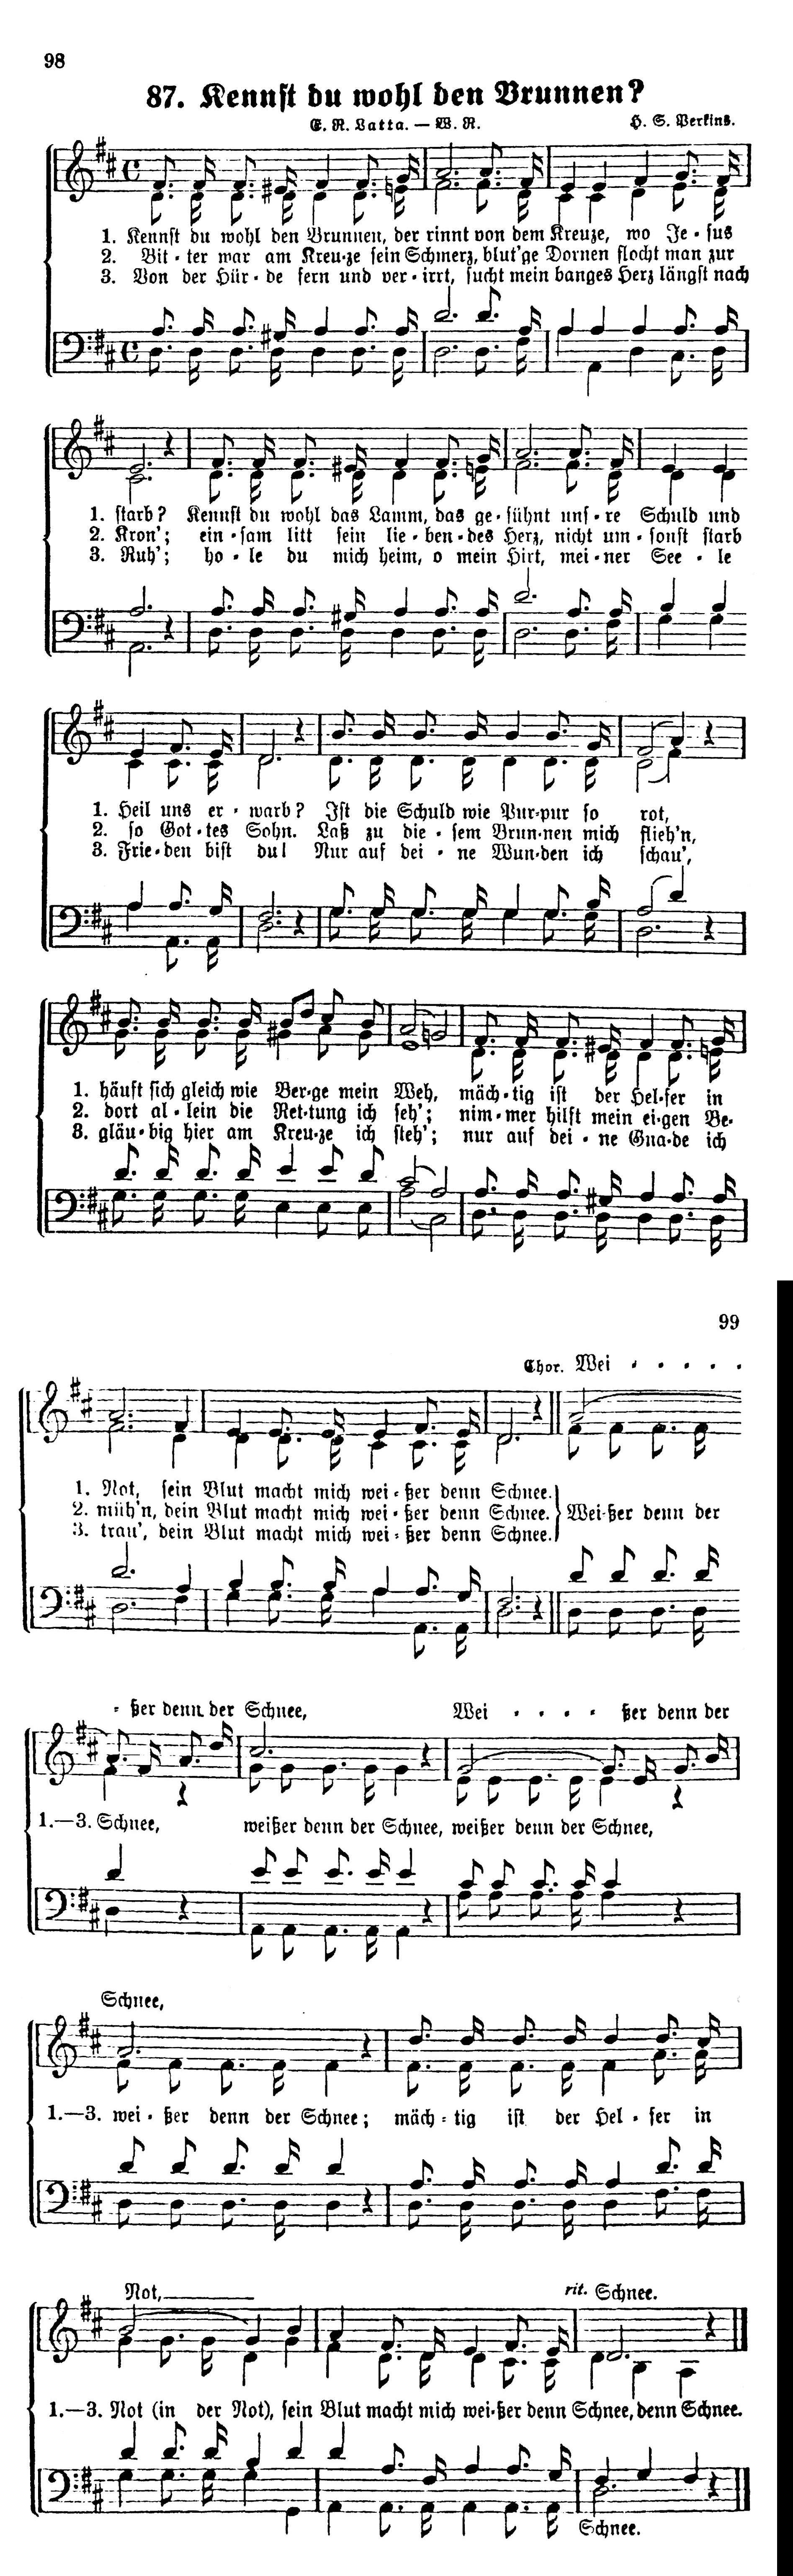 98
87. Kennst du wohl den Brunnen?
E. R. Latta. — W. R.
H. S. Perkins.
1. Kennst du wohl den Brunnen, der rinnt von dem Kreuze, wo Je-sus
2. Bit-ter war am Kreu-ze sein Schmerz, blut'ge Dornen flocht man zur
3. Von der Hür-de fern und ver-irrt, sucht mein banges Herz längst nach
1. starb? Kennst du wohl das Lamm, das ge-sühnt uns-re Schuld und
2. Kron'; ein-sam litt sein lie-ben-des Herz, nicht um-sonst starb
3. Ruh'; ho-le du mich heim, o mein Hirt, mei-ner See-le
1. Heil uns er-warb? Ist die Schuld wie Pur-pur so rot,
2. so Got-tes Sohn. Laß zu die-sem Brun-nen mich flieh'n,
3. Frie-den bist du! Nur auf dei-ne Wun-den ich schau',
1. häuft sich gleich wie Ber-ge mein Weh, mäch-tig ist der Hel-fer in
2. dort al-lein die Ret-tung ich seh'; nim-mer hilft mein ei-gen Be-
3. gläu-big hier am Kreu-ze ich steh'; nur auf dei-ne Gna-de ich
99
Chor. Wei . . . . .
1. Not, sein Blut macht mich wei-ßer denn Schnee.
2. müh'n, dein Blut macht mich wei-ßer denn Schnee. Wei-ßer denn der
3. trau', dein Blut macht mich wei-ßer denn Schnee.
- ßer denn der Schnee, Wei . . . - ßer denn der
1.—3. Schnee, weißer denn der Schnee, weißer denn der Schnee,
Schnee,
1.—3. wei-ßer denn der Schnee; mäch-tig ist der Hel-fer in
Not, rit. Schnee.
1.—3. Not (in der Not), sein Blut macht mich wei-ßer denn Schnee, denn Schnee.
Schnee.